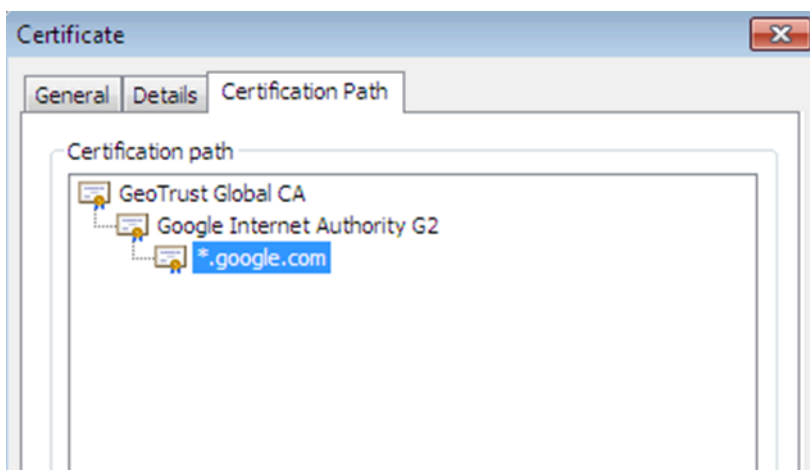 Certificate
General Details Certification Path
Certification path
GeoTrust Global CA
Google Internet Authority G2
*.google.com